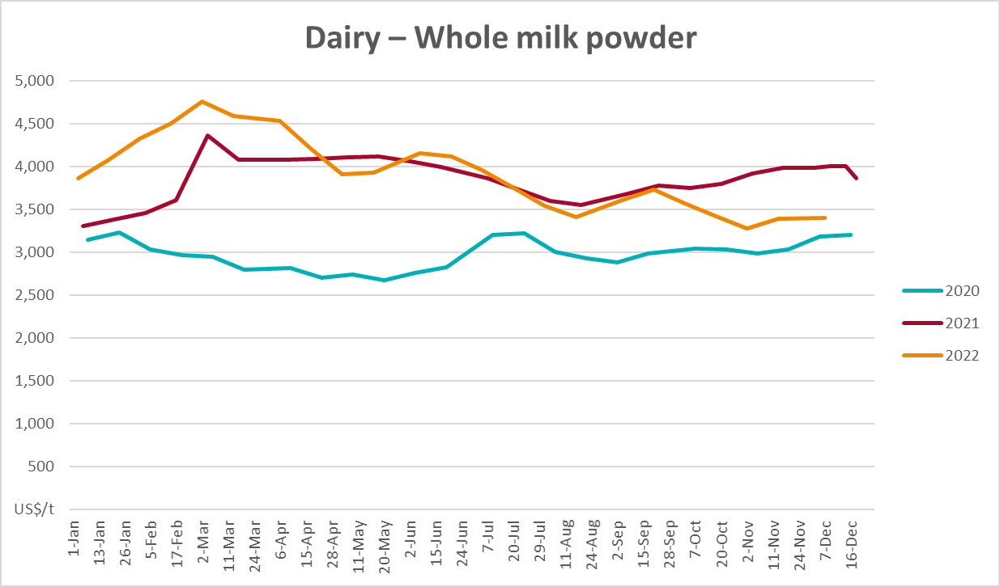 Dairy – Whole milk powder
5,000
4,500
4,000
3,500
3,000
2,500
2,000
1,500
1,000
500
US$/t
1-Jan
13-Jan
26-Jan
5-Feb
17-Feb
2-Mar
11-Mar
24-Mar
6-Apr
15-Apr
28-Apr
11-May
20-May
2-Jun
15-Jun
24-Jun
7-Jul
20-Jul
29-Jul
11-Aug
24-Aug
2-Sep
15-Sep
28-Sep
7-Oct
20-Oct
2-Nov
11-Nov
24-Nov
7-Dec
16-Dec
2020
2021
2022